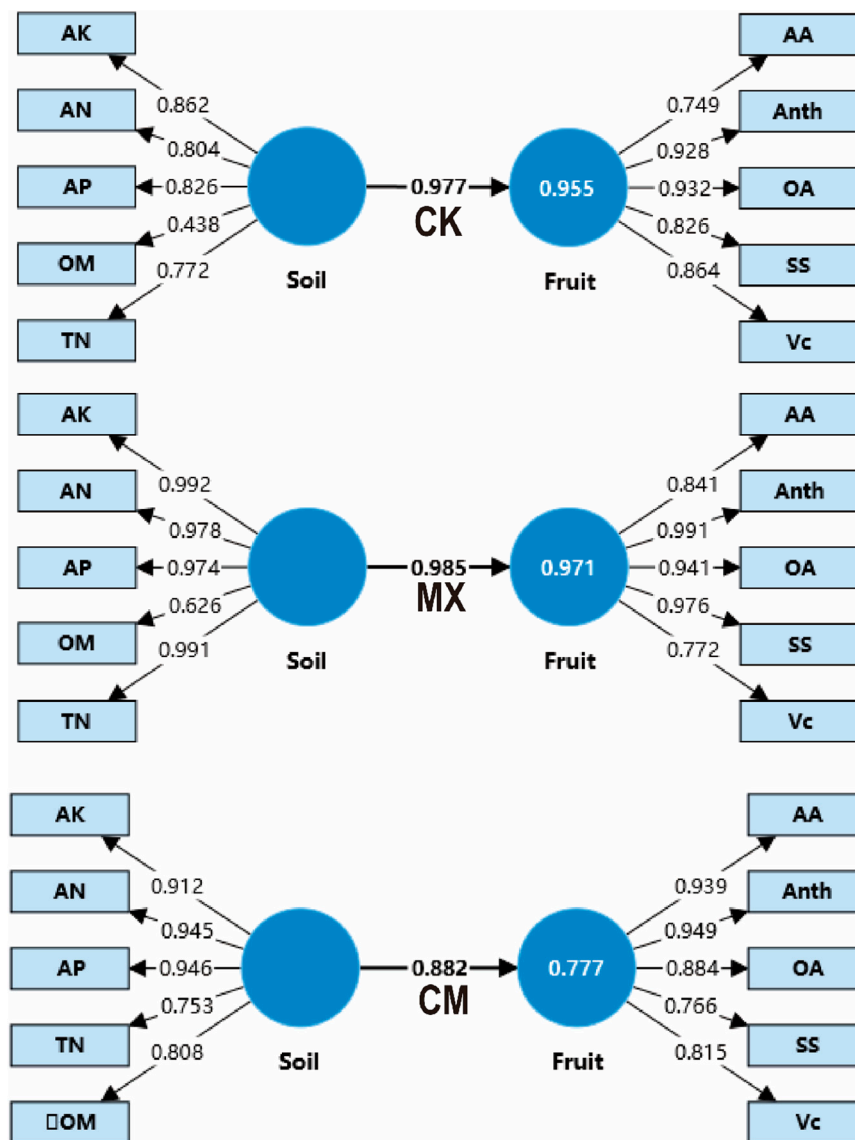 AK
AA
0.862
0.749
AN
Anth
0.804
0.928
AP
0.826
0.977
0.955
0.932
OA
CK
0.438
0.826
OM
SS
0.772
0.864
Soil
Fruit
TN
Vc
AK
AA
0.992
0.841
AN
Anth
0.978
0.991
AP
0.974
0.985
0.971
0.941
OA
MX
0.626
0.976
OM
SS
0.991
0.772
Soil
Fruit
TN
Vc
AK
AA
0.912
0.939
AN
Anth
0.945
0.949
AP
0.946
0.882
0.777
0.884
OA
CM
0.753
0.766
TN
SS
0.808
0.815
Soil
Fruit
□OM
Vc